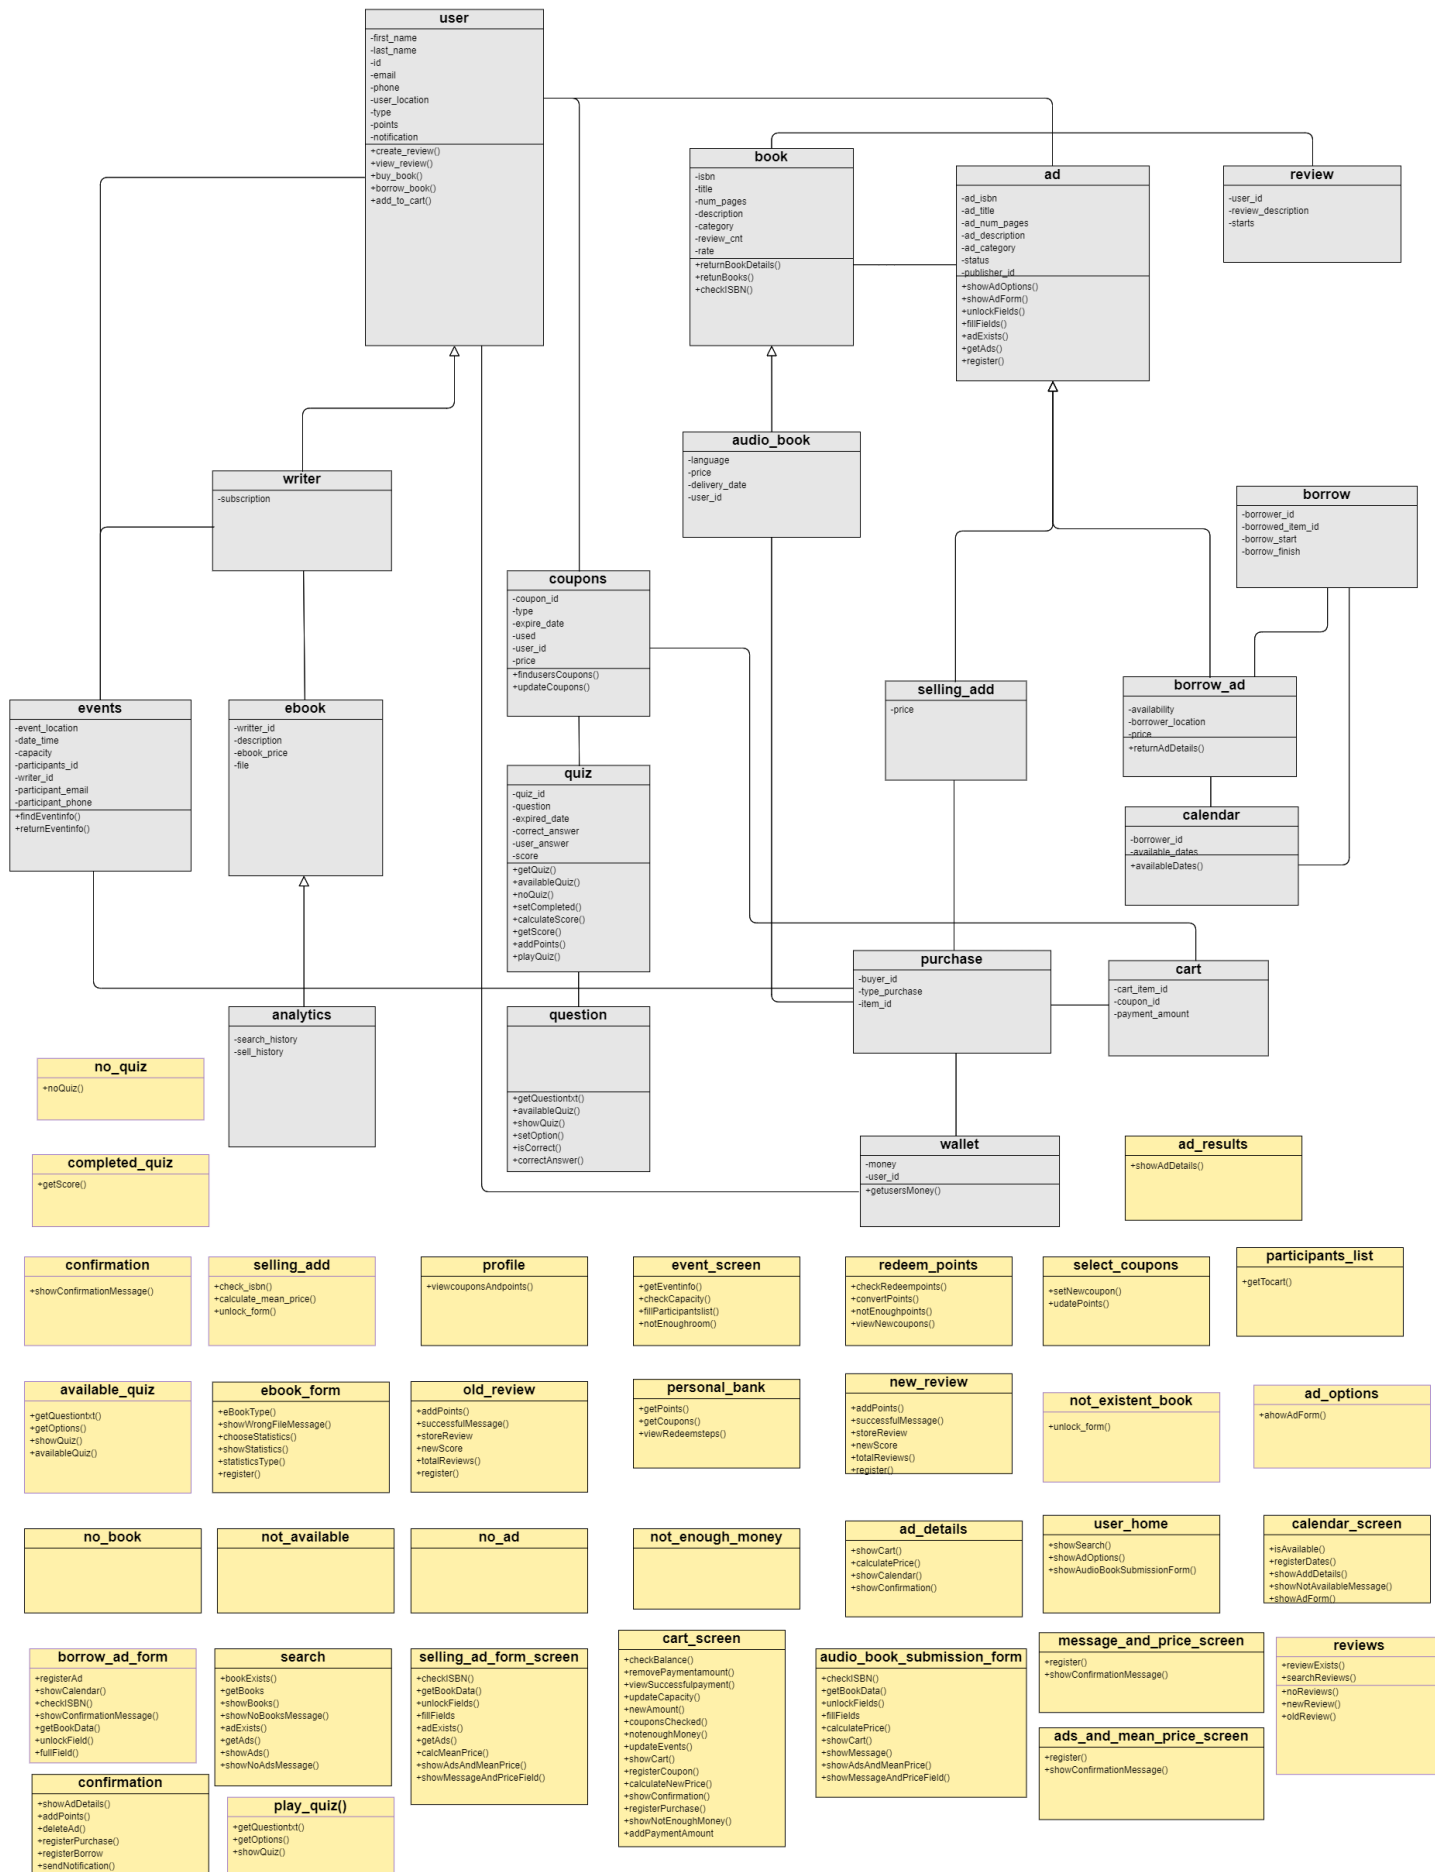 user
-first_name
-last_name
-id
-email
-phone
-user_location
-type
-points
-notification
+create_review()
+view_review()
+buy_book()
+borrow_book()
+add_to_cart()
book
-isbn
-title
-num_pages
-description
-category
-review_cnt
-rate
+returnBookDetails()
+retunBooks()
+checkISBN()
ad
-ad_isbn
-ad_title
-ad_num_pages
-ad_description
-ad_category
-status
-publisher_id
+showAdOptions()
+showAdForm()
+unlockFields()
+fillFields()
+adExists()
+getAds()
+register()
review
-user_id
-review_description
-starts
audio_book
-language
-price
-delivery_date
-user_id
writer
-subscription
borrow
-borrower_id
-borrowed_item_id
-borrow_start
-borrow_finish
coupons
-coupon_id
-type
-expire_date
-used
-user_id
-price
+findusersCoupons()
+updateCoupons()
events
-event_location
-date_time
-capacity
-participants_id
-writer_id
-participant_email
-participant_phone
+findEventinfo()
+returnEventinfo()
ebook
-writter_id
-description
-ebook_price
-file
selling_add
-price
borrow_ad
-availability
-borrower_location
-price
+returnAdDetails()
quiz
-quiz_id
-question
-expired_date
-correct_answer
-user_answer
-score
+getQuiz()
+availableQuiz()
+noQuiz()
+setCompleted()
+calculateScore()
+getScore()
+addPoints()
+playQuiz()
calendar
-borrower_id
-available_dates
+availableDates()
purchase
-buyer_id
-type_purchase
-item_id
cart
-cart_item_id
-coupon_id
-payment_amount
analytics
-search_history
-sell_history
question
+getQuestiontxt()
+availableQuiz()
+showQuiz()
+setOption()
+isCorrect()
+correctAnswer()
no_quiz
+noQuiz()
wallet
-money
-user_id
+getusersMoney()
ad_results
+showAdDetails()
completed_quiz
+getScore()
confirmation
+showConfirmationMessage()
selling_add
+check_isbn()
+calculate_mean_price()
+unlock_form()
profile
+viewcouponsAndpoints()
event_screen
+getEventinfo()
+checkCapacity()
+fillParticipantslist()
+notEnoughroom()
redeem_points
+checkRedeempoints()
+convertPoints()
+notEnoughpoints()
+viewNewcoupons()
select_coupons
+setNewcoupon()
+udatePoints()
participants_list
+getTocart()
available_quiz
+getQuestiontxt()
+getOptions()
+showQuiz()
+availableQuiz()
ebook_form
+eBookType()
+showWrongFileMessage()
+chooseStatistics()
+showStatistics()
+statisticsType()
+register()
old_review
+addPoints()
+successfulMessage()
+storeReview
+newScore
+totalReviews()
+register()
personal_bank
+getPoints()
+getCoupons()
+viewRedeemsteps()
new_review
+addPoints()
+successfulMessage()
+storeReview
+newScore
+totalReviews()
+register()
not_existent_book
+unlock_form()
ad_options
+ahowAdForm()
no_book
not_available
no_ad
not_enough_money
ad_details
+showCart()
+calculatePrice()
+showCalendar()
+showConfirmation()
user_home
+showSearch()
+showAdOptions()
+showAudioBookSubmissionForm()
calendar_screen
+isAvailable()
+registerDates()
+showAddDetails()
+showNotAvailableMessage()
+showAdForm()
borrow_ad_form
+registerAd
+showCalendar()
+checkISBN()
+showConfirmationMessage()
+getBookData()
+unlockField()
+fullField()
search
+bookExists()
+getBooks
+showBooks()
+showNoBooksMessage()
+adExists()
+getAds()
+showAds()
+showNoAdsMessage()
selling_ad_form_screen
+checkISBN()
+getBookData()
+unlockFields()
+fillFields
+adExists()
+getAds()
+calcMeanPrice()
+showAdsAndMeanPrice()
+showMessageAndPriceField()
cart_screen
+checkBalance()
+removePaymentamount()
+viewSuccessfulpayment()
+updateCapacity()
+newAmount()
+couponsChecked()
+notenoughMoney()
+updateEvents()
+showCart()
+registerCoupon()
+calculateNewPrice()
+showConfirmation()
+registerPurchase()
+showNotEnoughMoney()
+addPaymentAmount
audio_book_submission_form
+checkISBN()
+getBookData()
+unlockFields()
+fillFields
+calculatePrice()
+showCart()
+showMessage()
+showAdsAndMeanPrice()
+showMessageAndPriceField()
message_and_price_screen
+register()
+showConfirmationMessage()
reviews
+reviewExists()
+searchReviews()
+noReviews()
+newReview()
+oldReview()
ads_and_mean_price_screen
+register()
+showConfirmationMessage()
confirmation
+showAdDetails()
+addPoints()
+deleteAd()
+registerPurchase()
+registerBorrow
+sendNotification()
play_quiz()
+getQuestiontxt()
+getOptions()
+showQuiz()